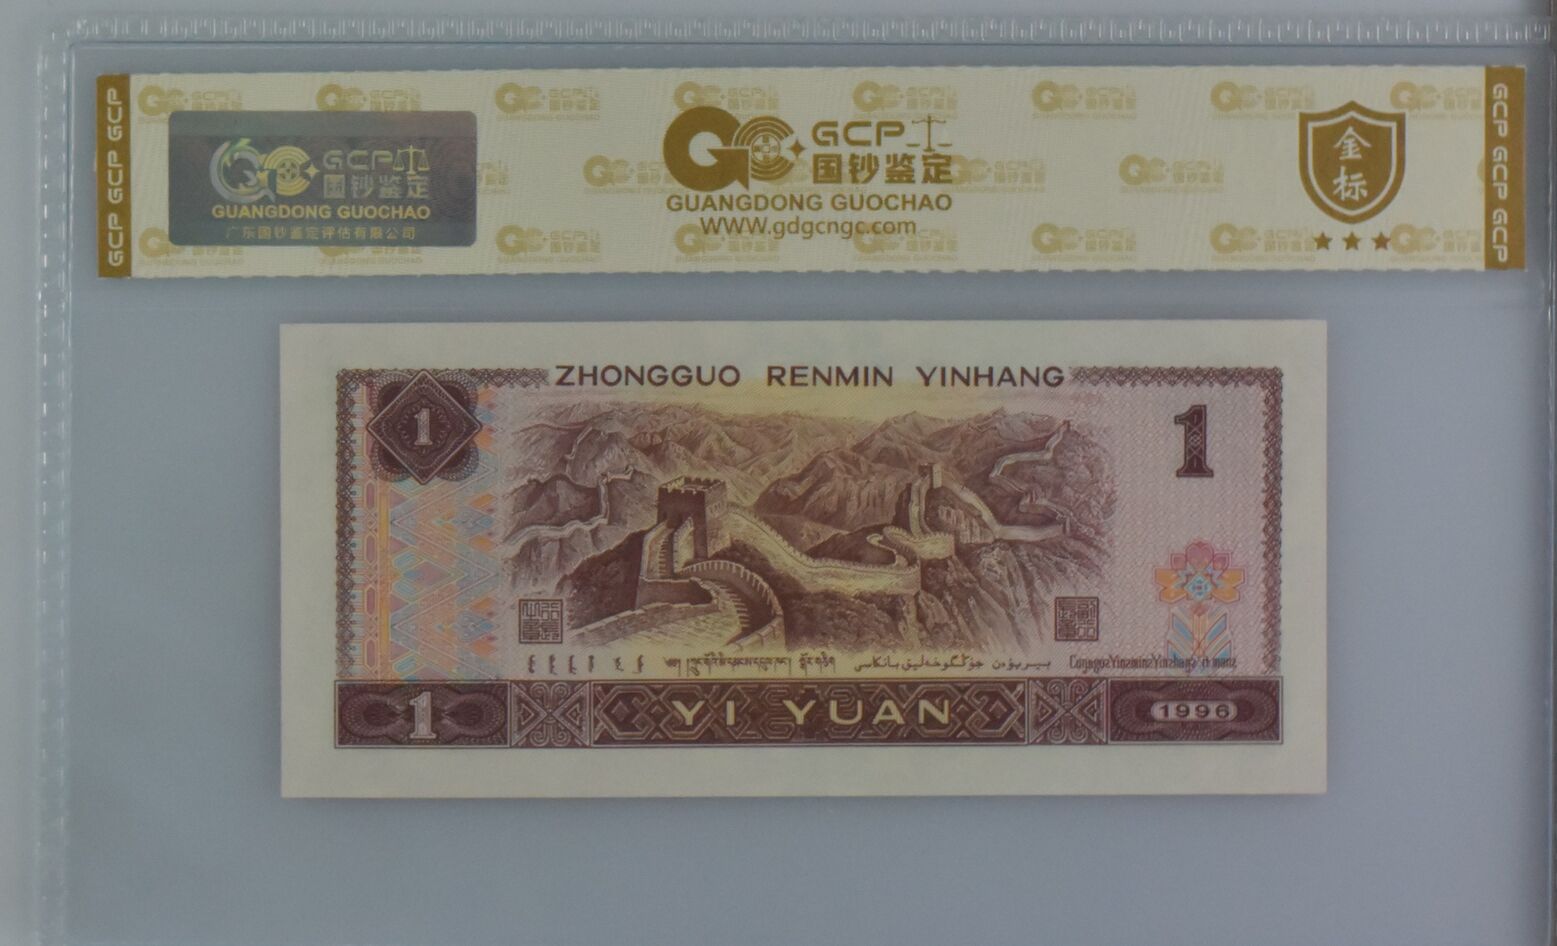 GCP GCP GCP
GCP
国钞鉴定
GUANGDONG GUOCHAO
广东国钞鉴定评估有限公司
GCP
国钞鉴定
GUANGDONG GUOCHAO
WWW.gdgcngc.com
金
标
GCP GCP GCP
ZHONGGUO RENMIN YINHANG
1
1
1
YI YUAN
1996